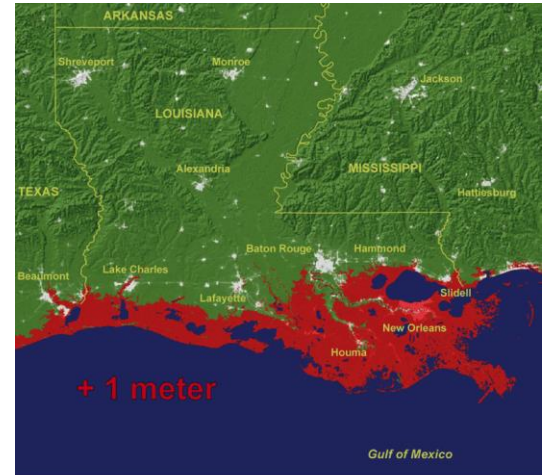 ARKANSAS
Shreveport
Monroe
Jackson
LOUISIANA
Alexandria
MISSISSIPPI
TEXAS
Hattiesburg
Baton Rouge
Hammond
Beaumont
Lake Charles
Lafayette
Slidell
New Orleans
Houma
+ 1 meter
Gulf of Mexico